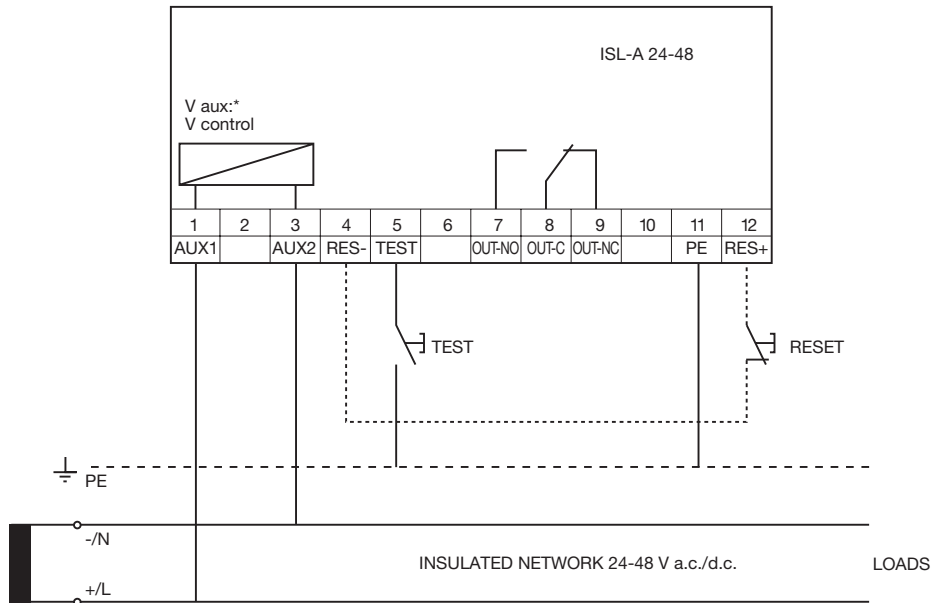 ISL-A 24-48
V aux:*
V control
1 2 3 4 5 6 7 8 9 10 11 12
AUX1 AUX2 RES- TEST OUT-NO OUT-C OUT-NC PE RES+
TEST
RESET
PE
-/N
INSULATED NETWORK 24-48 V a.c./d.c. LOADS
+/L